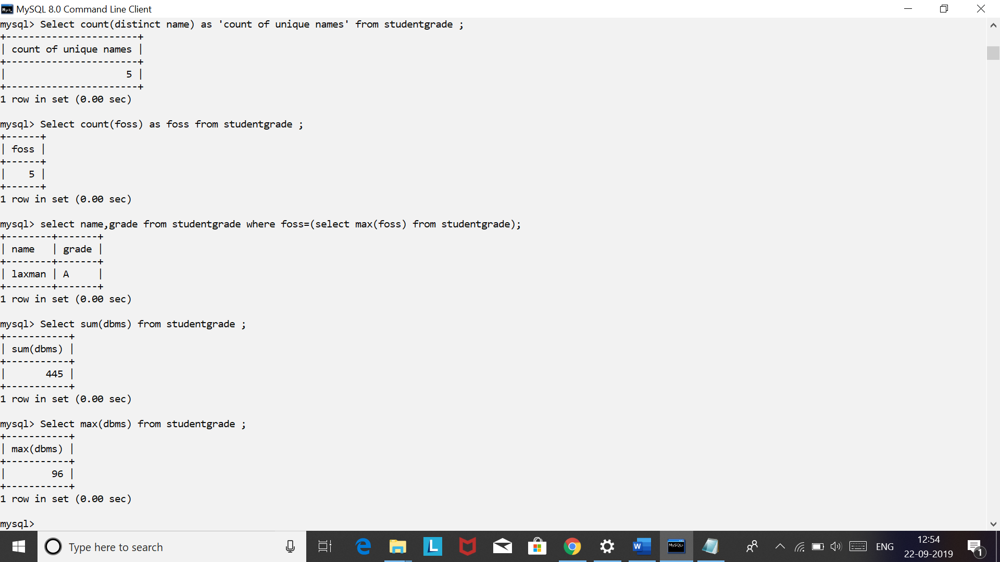 MySQL 8.0 Command Line Client
mysql> Select count(distinct name) as 'count of unique names' from studentgrade ;
+-----------------------+
| count of unique names |
+-----------------------+
|                     5 |
+-----------------------+
1 row in set (0.00 sec)

mysql> Select count(foss) as foss from studentgrade ;
+------+
| foss |
+------+
|    5 |
+------+
1 row in set (0.00 sec)

mysql> select name,grade from studentgrade where foss=(select max(foss) from studentgrade);
+--------+-------+
| name   | grade |
+--------+-------+
| laxman | A     |
+--------+-------+
1 row in set (0.00 sec)

mysql> Select sum(dbms) from studentgrade ;
+-----------+
| sum(dbms) |
+-----------+
|       445 |
+-----------+
1 row in set (0.00 sec)

mysql> Select max(dbms) from studentgrade ;
+-----------+
| max(dbms) |
+-----------+
|        96 |
+-----------+
1 row in set (0.00 sec)

mysql>
Type here to search
L
W
MySQL
ENG
12:54
22-09-2019
1